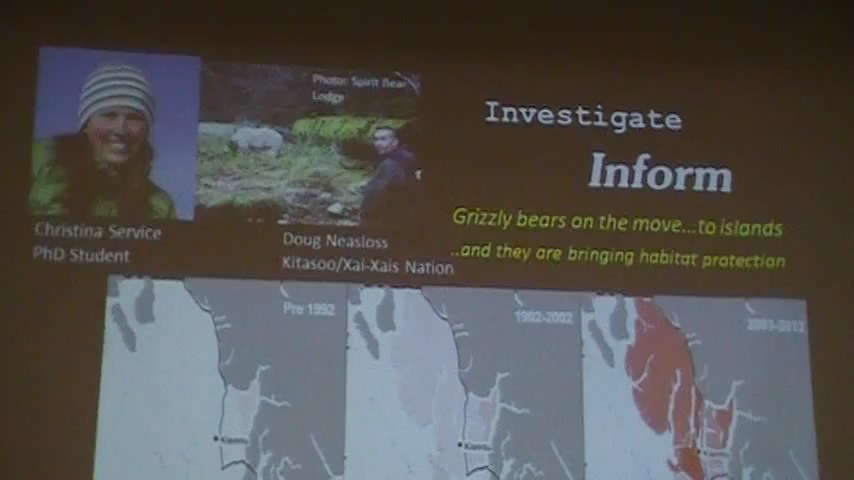 Photo: Spirit Bear
Lodge
Investigate
Inform
Christina Service
PhD Student
Doug Neasloss
Kitasoo/Xai-Xais Nation
Grizzly bears on the move...to islands
..and they are bringing habitat protection
Pre 1992
1992-2002
2003-2013
Klemtu
Klemtu